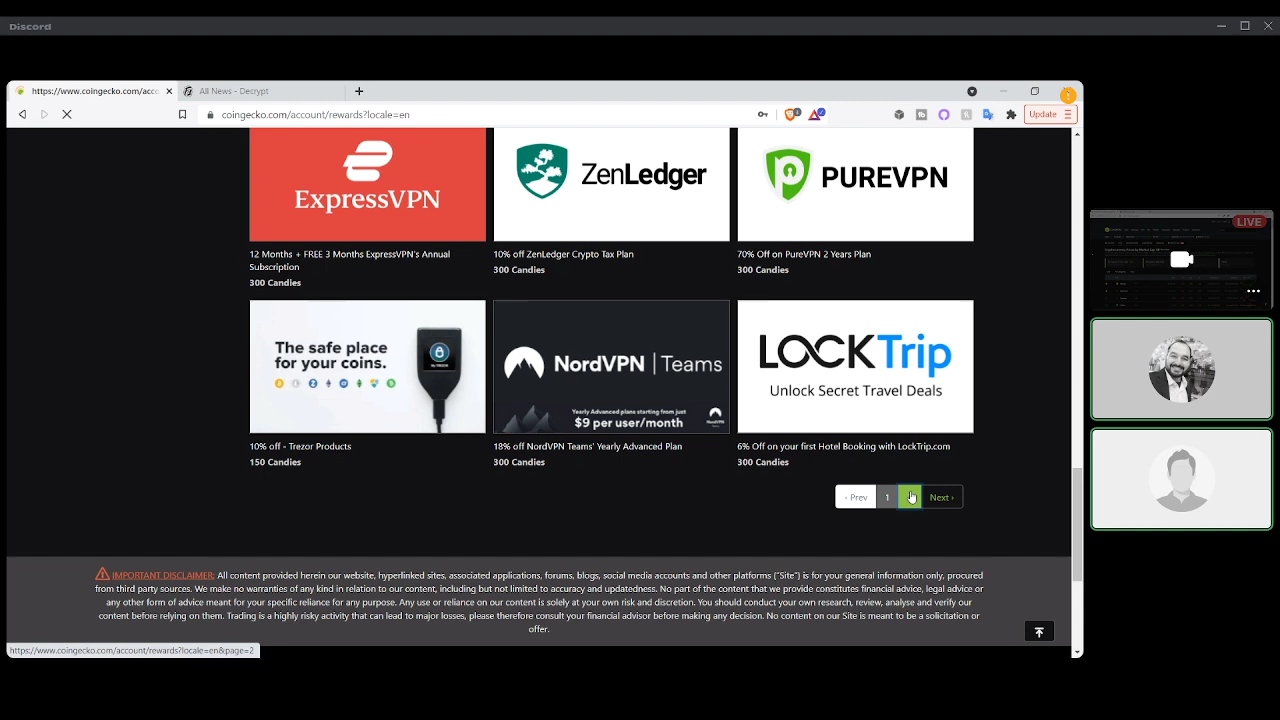 Discord
https://www.coingecko.com/acco
All News - Decrypt
coingecko.com/account/rewards?locale=en
Update
ExpressVPN
ZenLedger
PUREVPN
12 Months + FREE 3 Months ExpressVPN's Annual
Subscription
300 Candies
10% off ZenLedger Crypto Tax Plan
300 Candies
70% Off on PureVPN 2 Years Plan
300 Candies
LIVE
The safe place
for your coins.
NordVPN | Teams
Yearly Advanced plans starting from just
$9 per user/month
LOCKTrip
Unlock Secret Travel Deals
10% off - Trezor Products
150 Candies
18% off NordVPN Teams' Yearly Advanced Plan
300 Candies
6% Off on your first Hotel Booking with LockTrip.com
300 Candies
‹ Prev
1
Next ›
IMPORTANT DISCLAIMER: All content provided herein our website, hyperlinked sites, associated applications, forums, blogs, social media accounts and other platforms ("Site") is for your general information only, procured
from third party sources. We make no warranties of any kind in relation to our content, including but not limited to accuracy and updatedness. No part of the content that we provide constitutes financial advice, legal advice or
any other form of advice meant for your specific reliance for any purpose. Any use or reliance on our content is solely at your own risk and discretion. You should conduct your own research, review, analyse and verify our
content before relying on them. Trading is a highly risky activity that can lead to major losses, please therefore consult your financial advisor before making any decision. No content on our Site is meant to be a solicitation or
offer.
https://www.coingecko.com/account/rewards?locale=en&page=2